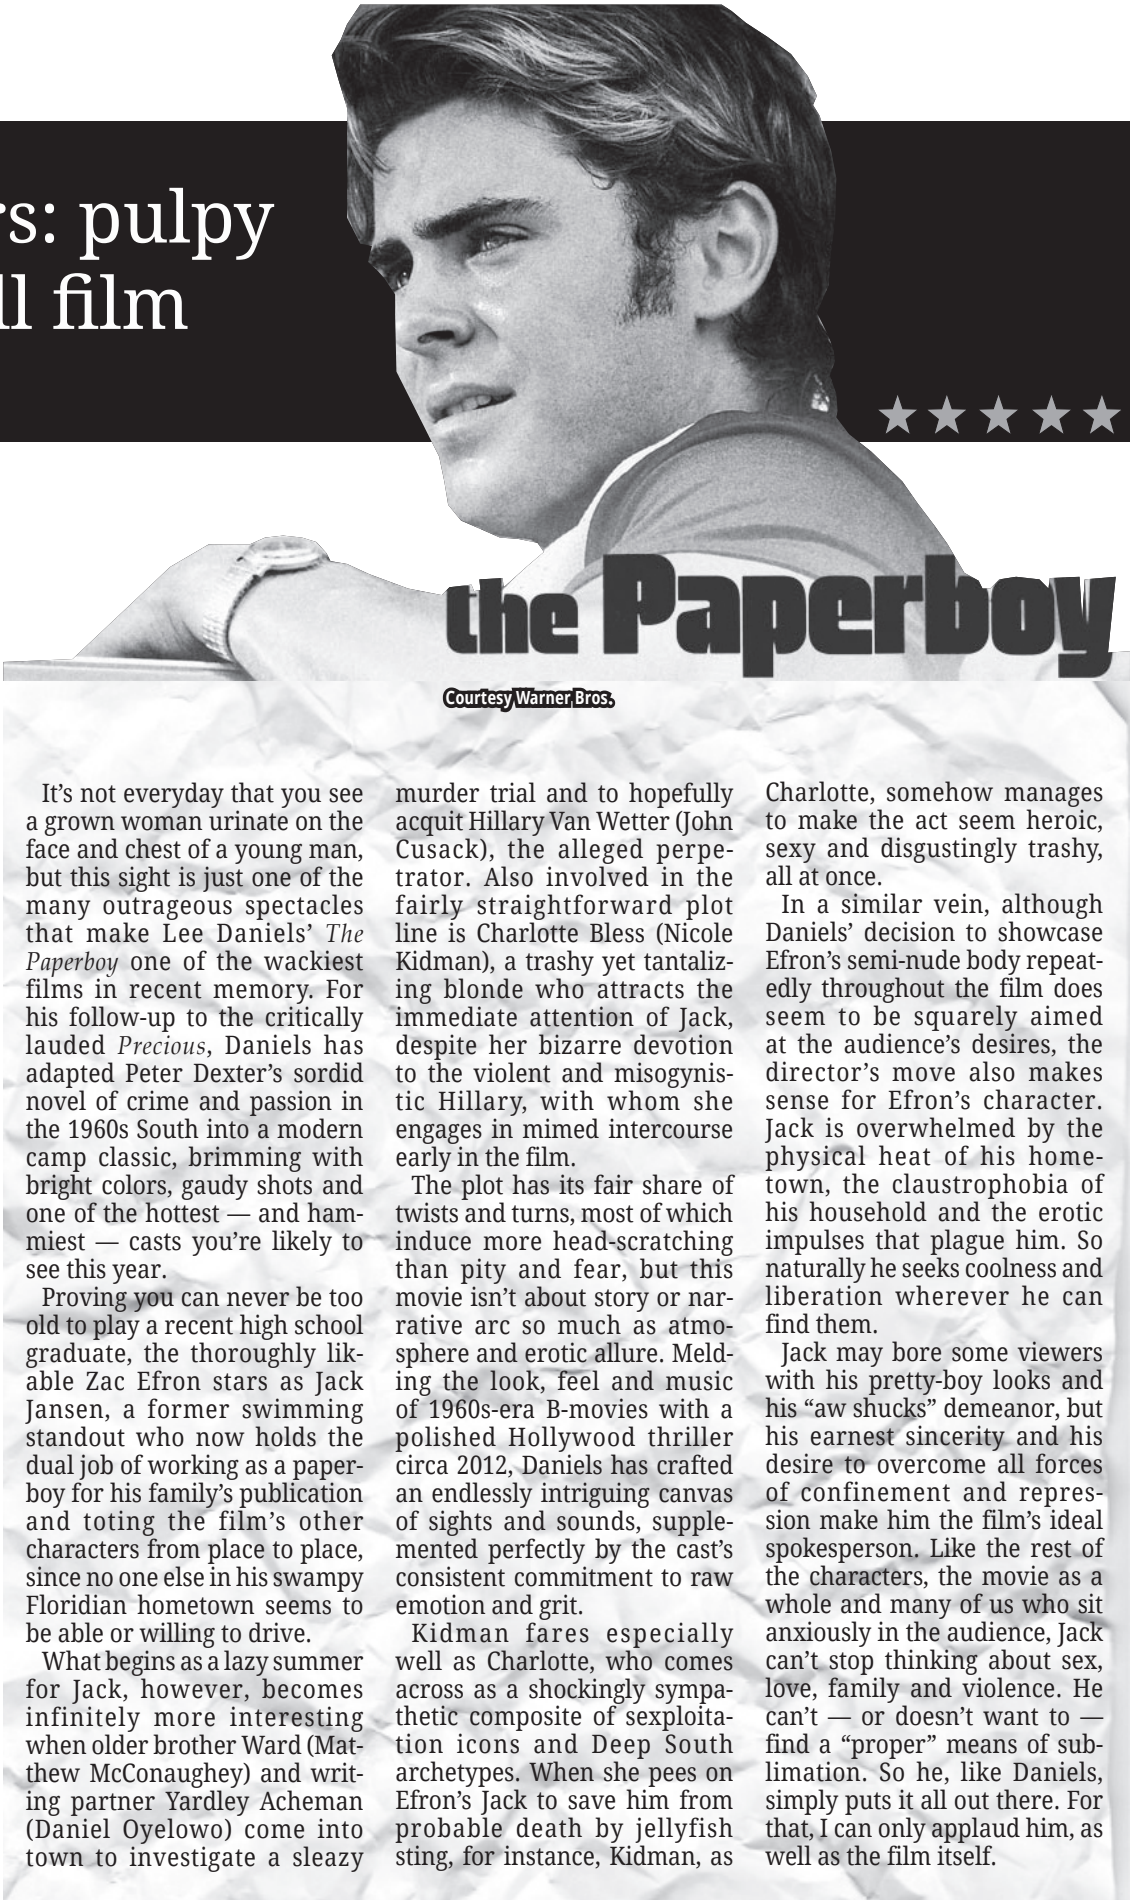 rs: pulpy
ll film
the Paperboy
Courtesy Warner Bros.
It's not everyday that you see
a grown woman urinate on the
face and chest of a young man,
but this sight is just one of the
many outrageous spectacles
that make Lee Daniels' The
Paperboy one of the wackiest
films in recent memory. For
his follow-up to the critically
lauded Precious, Daniels has
adapted Peter Dexter's sordid
novel of crime and passion in
the 1960s South into a modern
camp classic, brimming with
bright colors, gaudy shots and
one of the hottest — and ham-
miest — casts you're likely to
see this year.
Proving you can never be too
old to play a recent high school
graduate, the thoroughly lik-
able Zac Efron stars as Jack
Jansen, a former swimming
standout who now holds the
dual job of working as a paper-
boy for his family's publication
and toting the film's other
characters from place to place,
since no one else in his swampy
Floridian hometown seems to
be able or willing to drive.
What begins as a lazy summer
for Jack, however, becomes
infinitely more interesting
when older brother Ward (Mat-
thew McConaughey) and writ-
ing partner Yardley Acheman
(Daniel Oyelowo) come into
town to investigate a sleazy
murder trial and to hopefully
acquit Hillary Van Wetter (John
Cusack), the alleged perpe-
trator. Also involved in the
fairly straightforward plot
line is Charlotte Bless (Nicole
Kidman), a trashy yet tantaliz-
ing blonde who attracts the
immediate attention of Jack,
despite her bizarre devotion
to the violent and misogynis-
tic Hillary, with whom she
engages in mimed intercourse
early in the film.
The plot has its fair share of
twists and turns, most of which
induce more head-scratching
than pity and fear, but this
movie isn't about story or nar-
rative arc so much as atmo-
sphere and erotic allure. Meld-
ing the look, feel and music
of 1960s-era B-movies with a
polished Hollywood thriller
circa 2012, Daniels has crafted
an endlessly intriguing canvas
of sights and sounds, supple-
mented perfectly by the cast's
consistent commitment to raw
emotion and grit.
Kidman fares especially
well as Charlotte, who comes
across as a shockingly sympa-
thetic composite of sexploita-
tion icons and Deep South
archetypes. When she pees on
Efron's Jack to save him from
probable death by jellyfish
sting, for instance, Kidman, as
Charlotte, somehow manages
to make the act seem heroic,
sexy and disgustingly trashy,
all at once.
In a similar vein, although
Daniels' decision to showcase
Efron's semi-nude body repeat-
edly throughout the film does
seem to be squarely aimed
at the audience's desires, the
director's move also makes
sense for Efron's character.
Jack is overwhelmed by the
physical heat of his home-
town, the claustrophobia of
his household and the erotic
impulses that plague him. So
naturally he seeks coolness and
liberation wherever he can
find them.
Jack may bore some viewers
with his pretty-boy looks and
his “aw shucks” demeanor, but
his earnest sincerity and his
desire to overcome all forces
of confinement and repres-
sion make him the film's ideal
spokesperson. Like the rest of
the characters, the movie as a
whole and many of us who sit
anxiously in the audience, Jack
can't stop thinking about sex,
love, family and violence. He
can't — or doesn't want to —
find a “proper” means of sub-
limation. So he, like Daniels,
simply puts it all out there. For
that, I can only applaud him, as
well as the film itself.